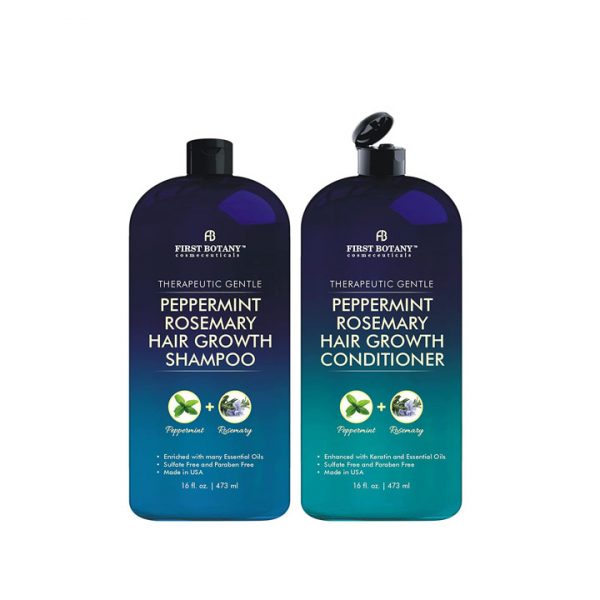 AB
FIRST BOTANY™
cosmeceuticals
THERAPEUTIC GENTLE
PEPPERMINT
ROSEMARY
HAIR GROWTH
SHAMPOO
+
Peppermint
Rosemary
• Enriched with many Essential Oils
• Sulfate Free and Paraben Free
• Made in USA
16 fl. oz. | 473 ml
AB
FIRST BOTANY™
cosmeceuticals
THERAPEUTIC GENTLE
PEPPERMINT
ROSEMARY
HAIR GROWTH
CONDITIONER
+
Peppermint
Rosemary
• Enhanced with Keratin and Essential Oils
• Sulfate Free and Paraben Free
• Made in USA
16 fl. oz. | 473 ml